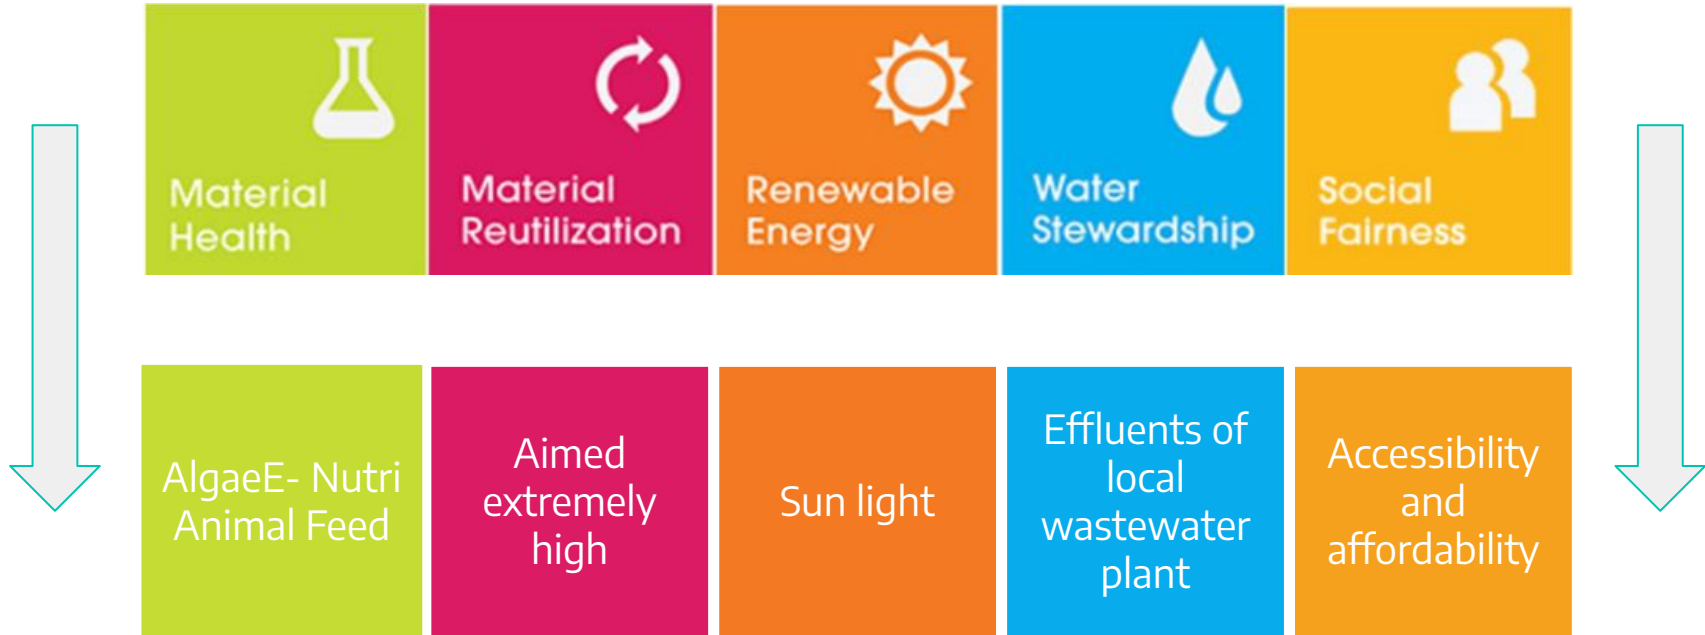 Material
Health
Material
Reutilization
Renewable
Energy
Water
Stewardship
Social
Fairness
AlgaeE- Nutri
Animal Feed
Aimed
extremely
high
Sun light
Effluents of
local
wastewater
plant
Accessibility
and
affordability